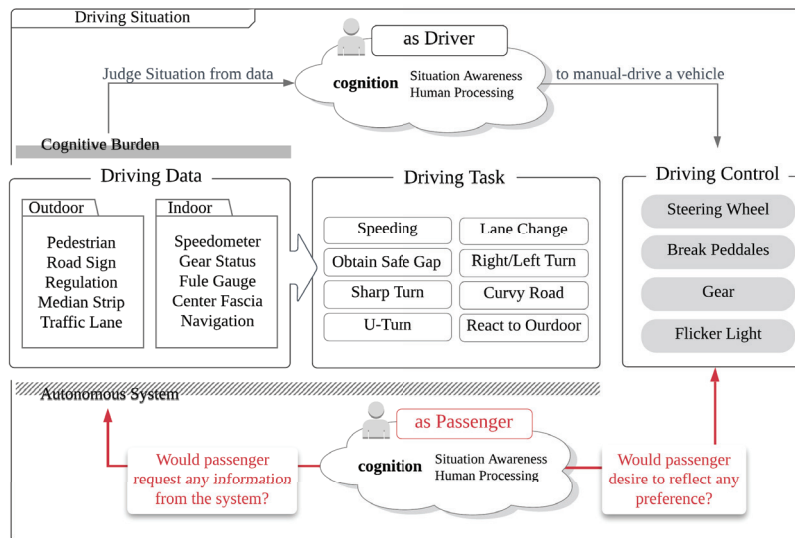 Driving Situation
as Driver
cognition
Situation Awareness
Human Processing
Judge Situation from data
to manual-drive a vehicle
Cognitive Burden
Driving Data
Outdoor
Pedestrian
Road Sign
Regulation
Median Strip
Traffic Lane
Indoor
Speedometer
Gear Status
Fule Gauge
Center Fascia
Navigation
Driving Task
Speeding
Lane Change
Obtain Safe Gap
Right/Left Turn
Sharp Turn
Curvy Road
U-Turn
React to Ourdoor
Driving Control
Steering Wheel
Break Peddales
Gear
Flicker Light
Autonomous System
as Passenger
cognition
Situation Awareness
Human Processing
Would passenger
request any information
from the system?
Would passenger
desire to reflect any
preference?